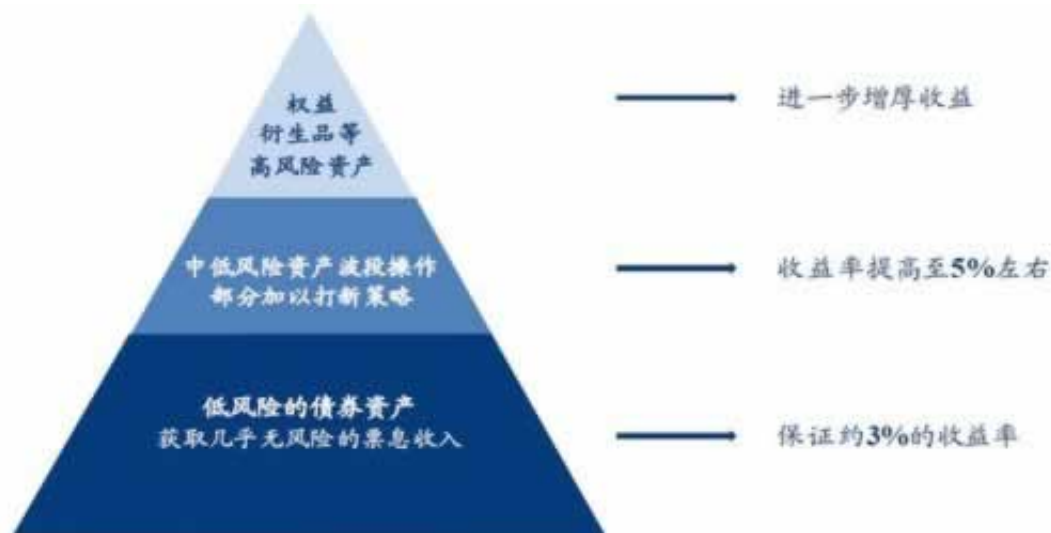 权益
衍生品等
高风险资产
进一步增厚收益
中低风险资产波段操作
部分加以打新策略
收益率提高至5%左右
低风险的债券资产
获取几乎无风险的票息收入
保证约3%的收益率